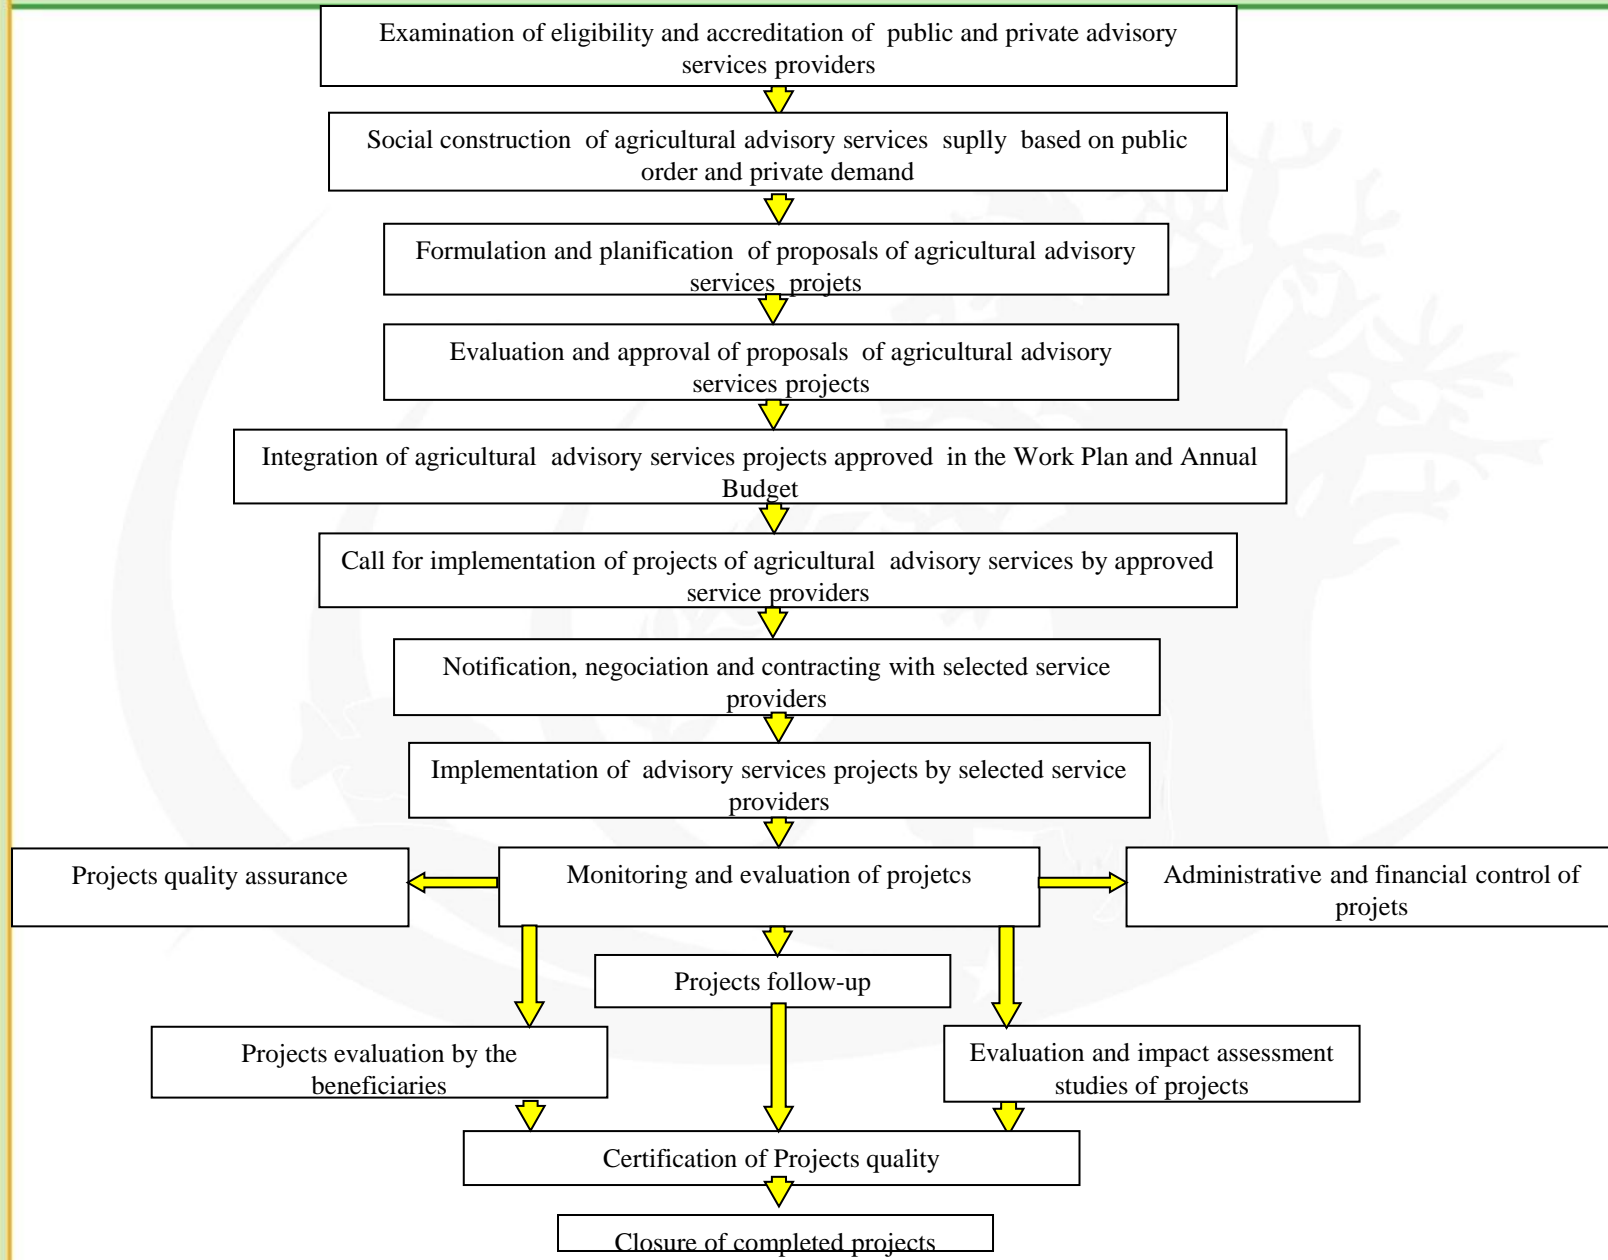 Examination of eligibility and accreditation of public and private advisory
services providers
Social construction of agricultural advisory services suplly based on public
order and private demand
Formulation and planification of proposals of agricultural advisory
services projets
Evaluation and approval of proposals of agricultural advisory
services projects
Integration of agricultural advisory services projects approved in the Work Plan and Annual
Budget
Call for implementation of projects of agricultural advisory services by approved
service providers
Notification, negociation and contracting with selected service
providers
Implementation of advisory services projects by selected service
providers
Projects quality assurance
Monitoring and evaluation of projetcs
Administrative and financial control of
projets
Projects follow-up
Projects evaluation by the
beneficiaries
Evaluation and impact assessment
studies of projects
Certification of Projects quality
Closure of completed projects